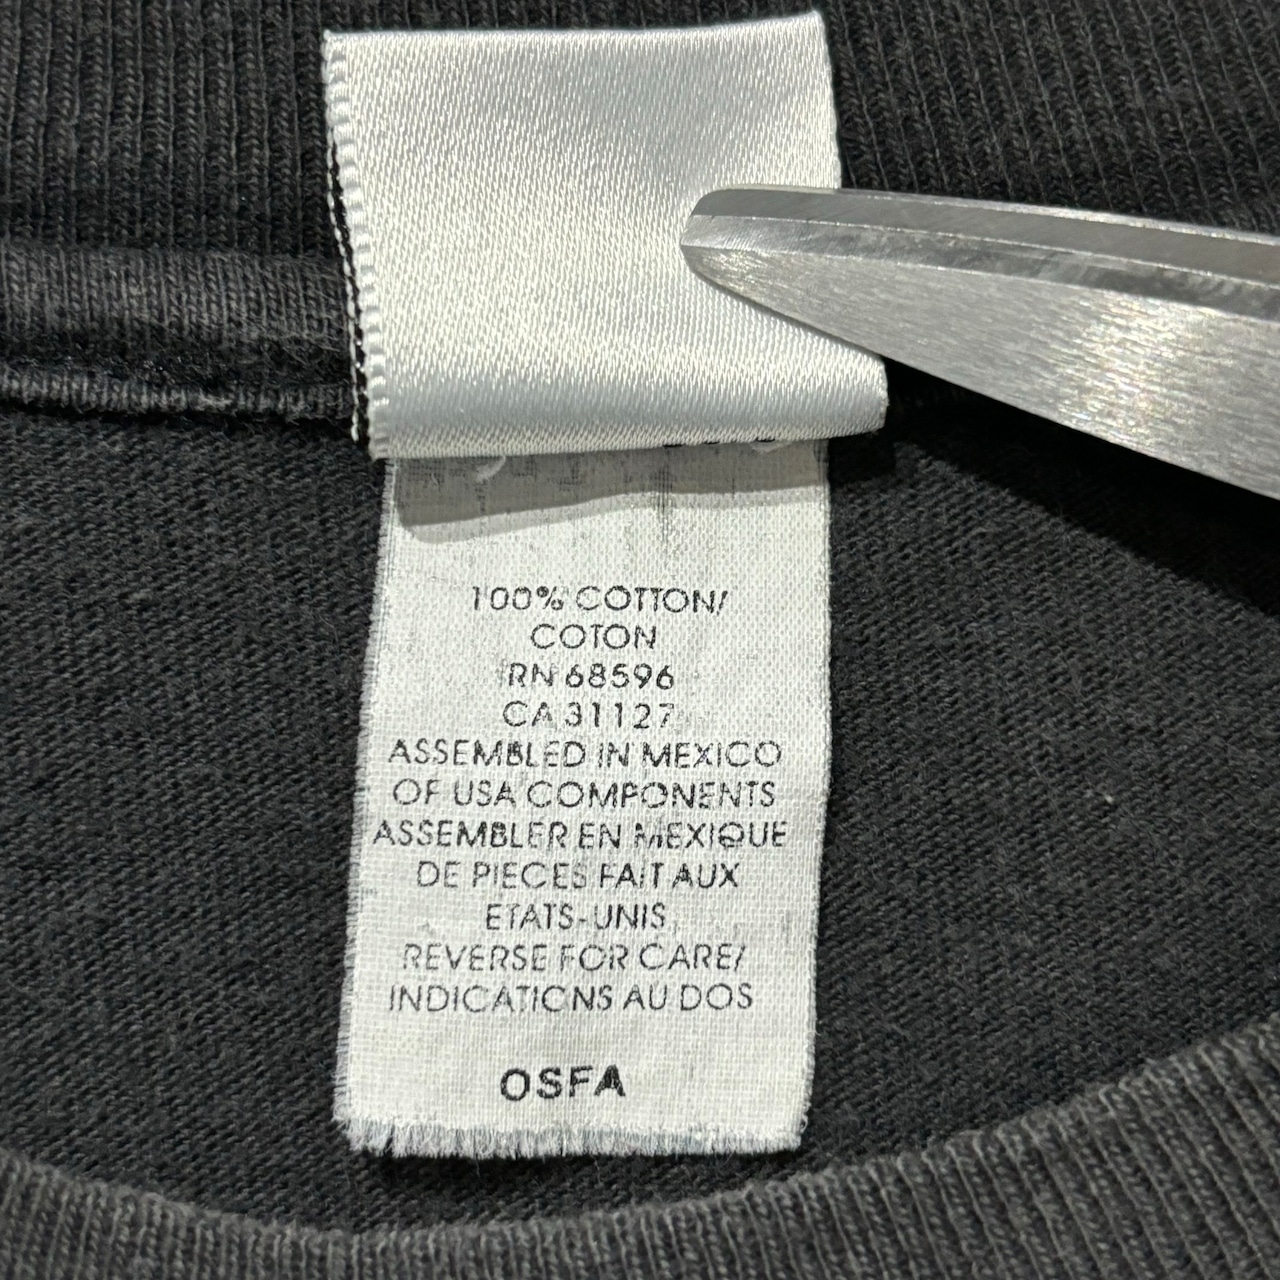 100% COTTON/
COTON
RN 68596
CA 31127
ASSEMBLED IN MEXICO
OF USA COMPONENTS
ASSEMBLER EN MEXIQUE
DE PIECES FAIT AUX
ETATS-UNIS
REVERSE FOR CARE/
INDICATIONS AU DOS
OSFA